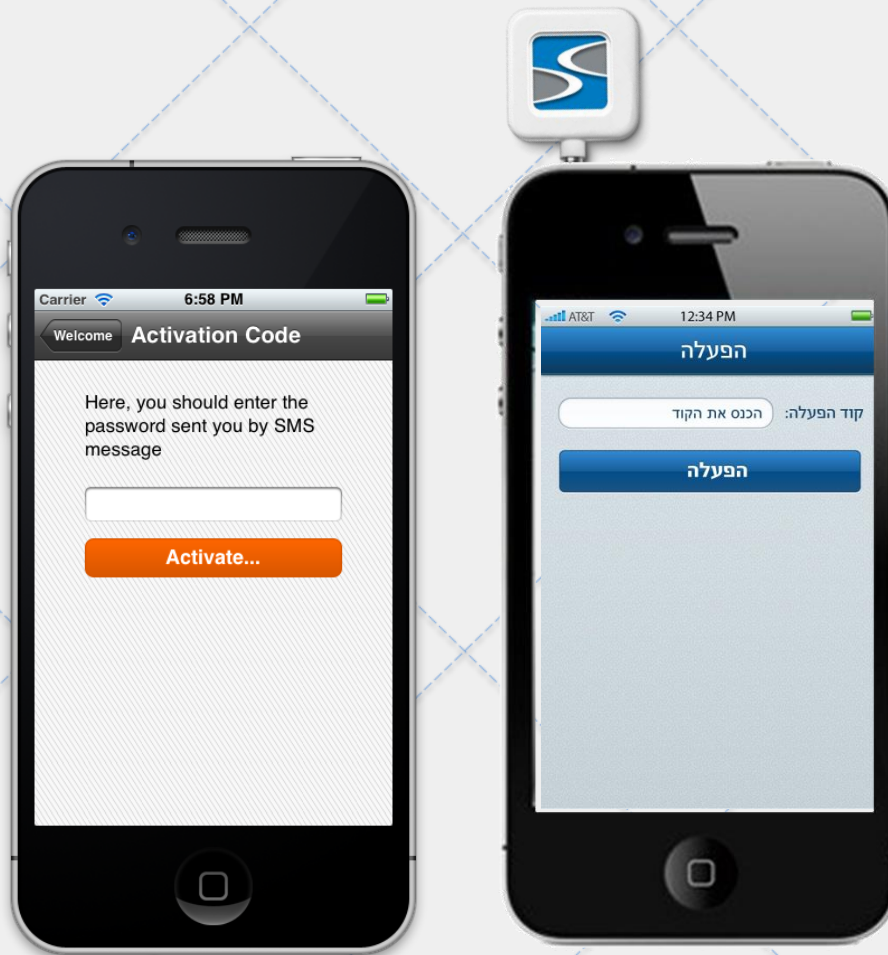 Carrier
6:58 PM
Welcome
Activation Code
Here, you should enter the
password sent you by SMS
message
Activate...
AT&T
12:34 PM
הפעלה
קוד הפעלה:
הכנס את הקוד
הפעלה